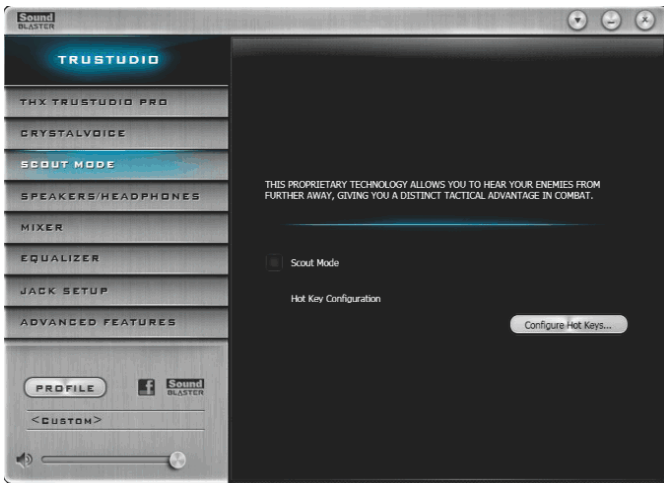 Sound
BLASTER
TRUSTUDIO
THX TRUSTUDIO PRO
CRYSTALVOICE
SCOUT MODE
SPEAKERS/HEADPHONES
MIXER
EQUALIZER
JACK SETUP
ADVANCED FEATURES
PROFILE
f
Sound
BLASTER
<CUSTOM>
THIS PROPRIETARY TECHNOLOGY ALLOWS YOU TO HEAR YOUR ENEMIES FROM
FURTHER AWAY, GIVING YOU A DISTINCT TACTICAL ADVANTAGE IN COMBAT.
Scout Mode
Hot Key Configuration
Configure Hot Keys...